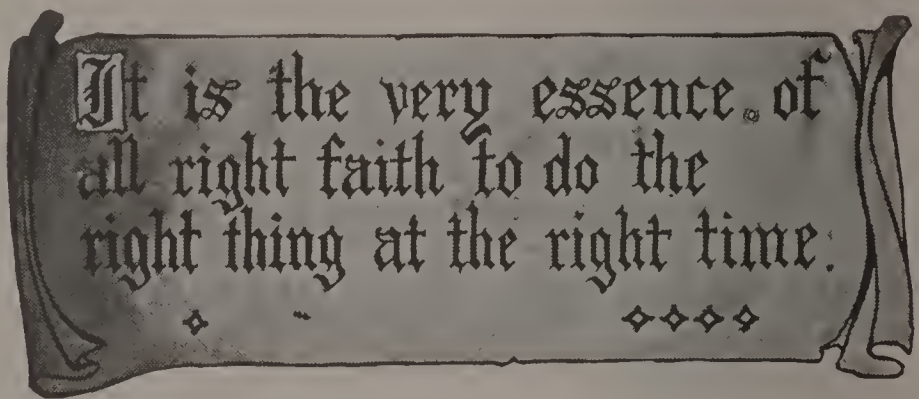 It is the very essence of
all right faith to do the
right thing at the right time.